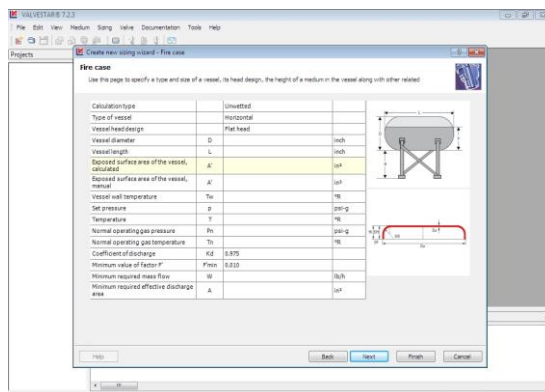 VALVESTAR® 7.2.3
File Edit View Medium Sizing Valve Documentation Tools Help
Projects
Create new sizing wizard - Fire case
Fire case
Use this page to specify a type and size of a vessel, its head design, the height of a medium in the vessel along with other related
Calculation type Unwetted
Type of vessel Horizontal
Vessel head design Flat head
Vessel diameter D inch
Vessel length L inch
Exposed surface area of the vessel, calculated A' in²
Exposed surface area of the vessel, manual A' in²
Vessel wall temperature Tw °R
Set pressure p psi-g
Temperature T °R
Normal operating gas pressure Pn psi-g
Normal operating gas temperature Tn °R
Coefficient of discharge Kd 0.975
Minimum value of factor F' F'min 0.010
Minimum required mass flow W lb/h
Minimum required effective discharge area A in²
Help Back Next Finish Cancel